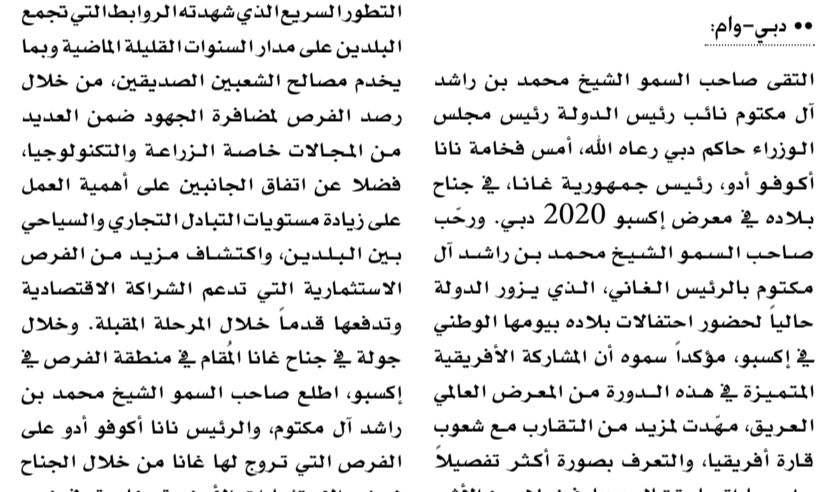 •• دبي-وام:
التقى صاحب السمو الشيخ محمد بن راشد
آل مكتوم نائب رئيس الدولة رئيس مجلس
الوزراء حاكم دبي رعاه الله، أمس فخامة نانا
أكوفو أدو، رئيس جمهورية غانا، في جناح
بلاده في معرض إكسبو 2020 دبي. ورحّب
صاحب السمو الشيخ محمد بن راشد آل
مكتوم بالرئيس الغاني، الذي يزور الدولة
حالياً لحضور احتفالات بلاده بيومها الوطني
في إكسبو، مؤكداً سموه أن المشاركة الأفريقية
المتميزة في هذه الدورة من المعرض العالمي
العريق، مهّدت لمزيد من التقارب مع شعوب
قارة أفريقيا، والتعرف بصورة أكثر تفصيلاً
التطور السريع الذي شهدته الروابط التي تجمع
البلدين على مدار السنوات القليلة الماضية وبما
يخدم مصالح الشعبين الصديقين، من خلال
رصد الفرص لمضافرة الجهود ضمن العديد
من المجالات خاصة الزراعة والتكنولوجيا،
فضلا عن اتفاق الجانبين على أهمية العمل
على زيادة مستويات التبادل التجاري والسياحي
بين البلدين، واكتشاف مزيد من الفرص
الاستثمارية التي تدعم الشراكة الاقتصادية
وتدفعها قدماً خلال المرحلة المقبلة. وخلال
جولة في جناح غانا المُقام في منطقة الفرص في
إكسبو، اطلع صاحب السمو الشيخ محمد بن
راشد آل مكتوم، والرئيس نانا أكوفو أدو على
الفرص التي تروج لها غانا من خلال الجناح